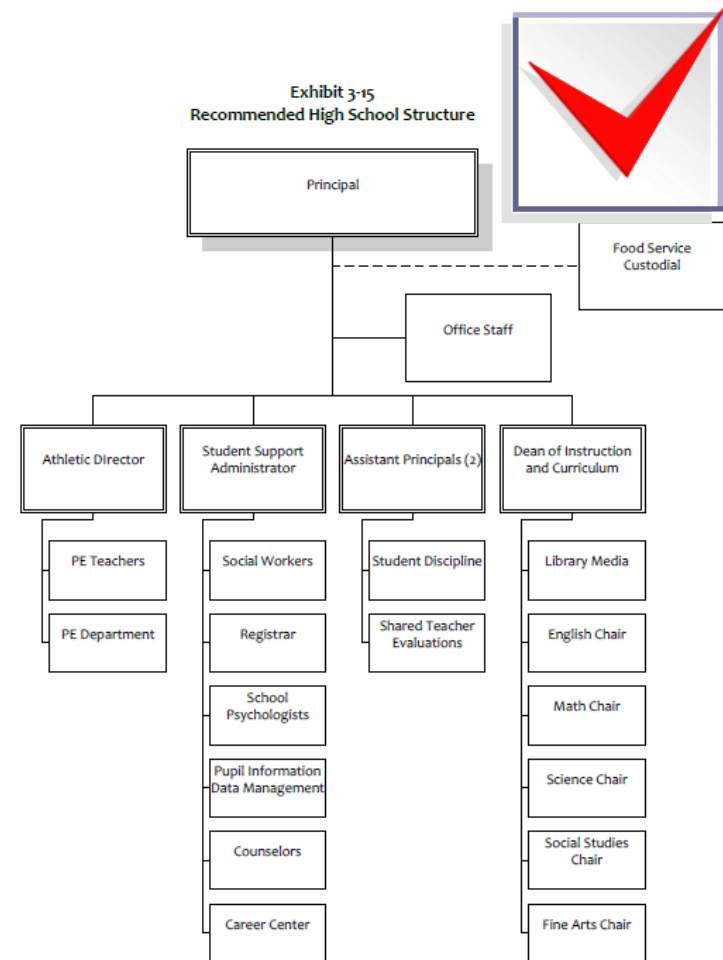 Exhibit 3-15
Recommended High School Structure
Principal
Food Service
Custodial
Office Staff
Athletic DIrector
Student Support
Administrator
Assistant Principals (2)
Dean of Instruction
and Curriculum
PE Teachers
Social Workers
Student Discipline
Library Media
PE Department
Registrar
Shared Teacher
Evaluations
English Chair
School
Psychologists
Math Chair
Pupil Information
Data Management
Science Chair
Counselors
Social Studies
Chair
Career Center
Fine Arts Chair